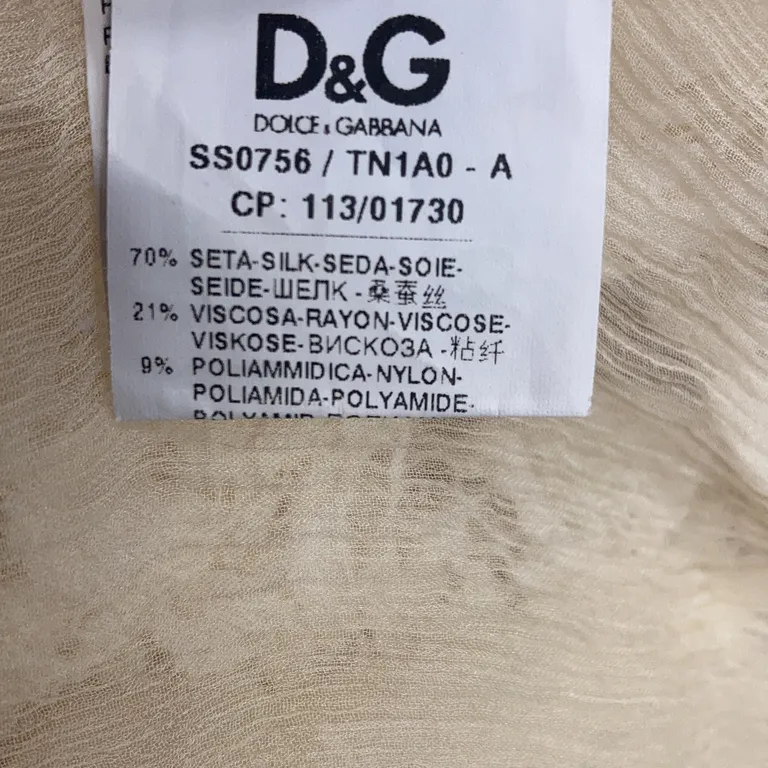 D&G
DOLCE & GABBANA
SS0756 / TN1A0 - A
CP: 113/01730
70% SETA-SILK-SEDA-SOIE-
SEIDE-ШЕЛК - 桑蚕丝
21% VISCOSA-RAYON-VISCOSE-
VISKOSE-ВИСКОЗА -粘纤
9% POLIAMMIDICA-NYLON-
POLIAMIDA-POLYAMIDE-